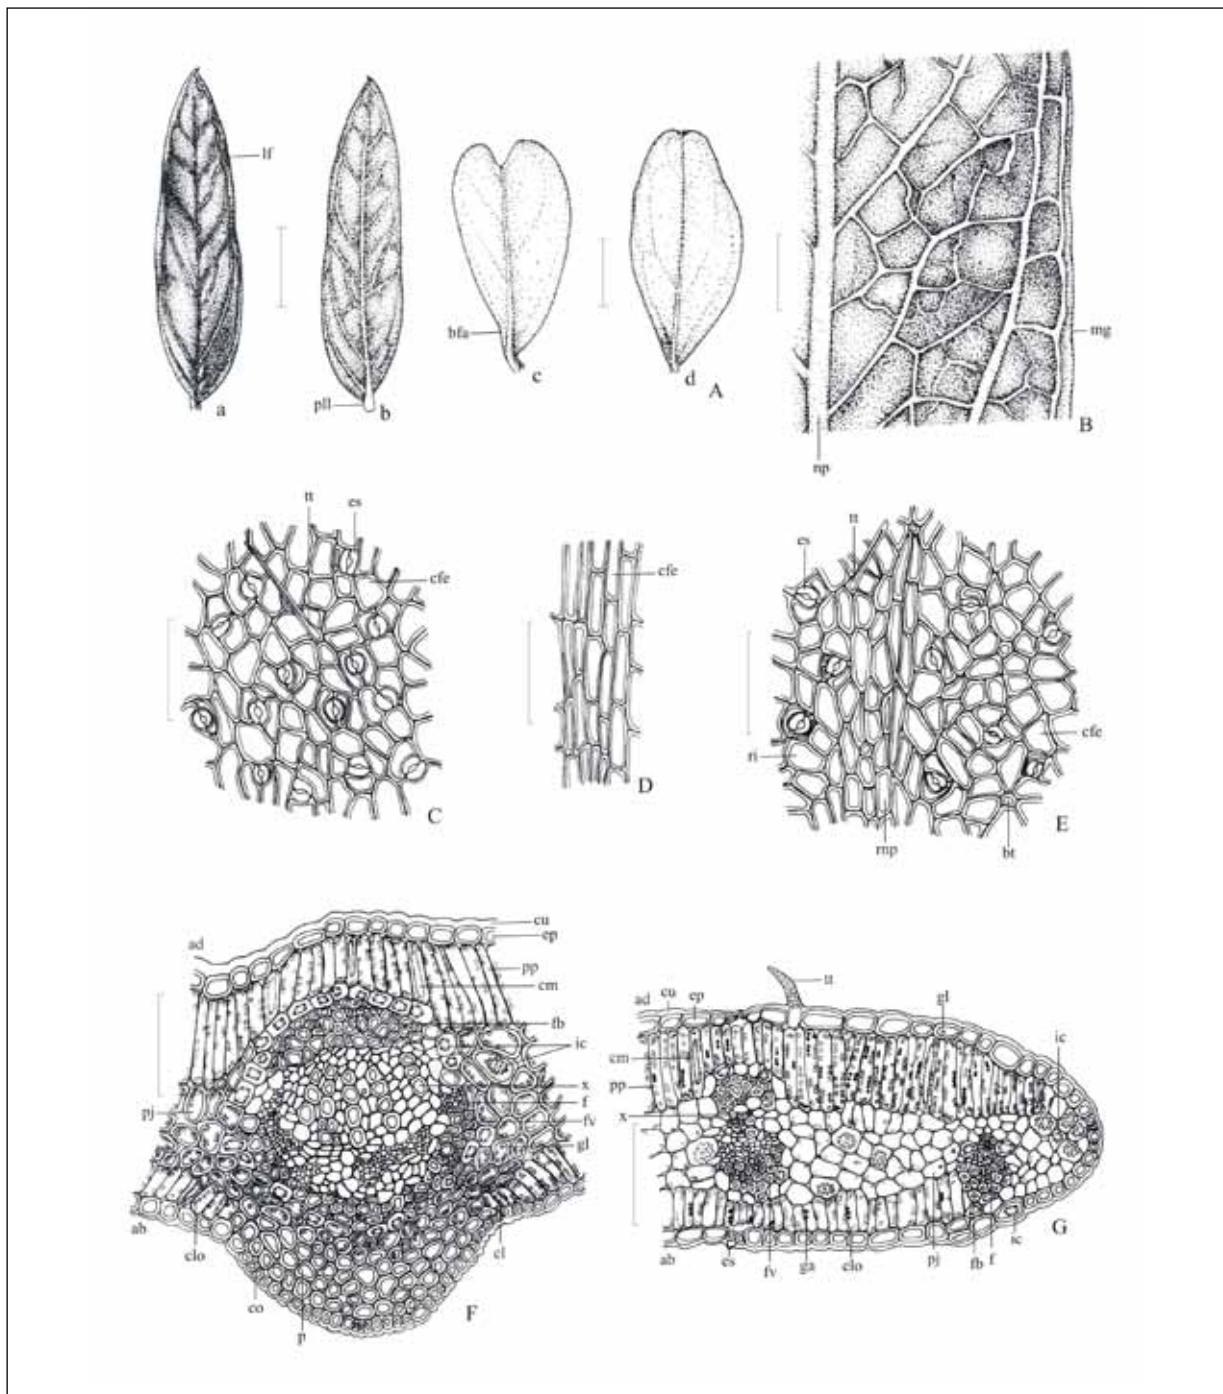 lf
bfa
pll
a
b
c
d
A
mg
B
np
tt
es
cfe
C
cfe
D
es
tt
cfe
ri
rnp
bt
E
ad
cu
ep
pp
cm
fb
ic
x
f
fv
gl
pj
ab
clo
co
p
cl
F
tt
ad
cu
ep
gl
ic
cm
pp
x
G
ab
es
fv
ga
clo
pj
fb
f
ic